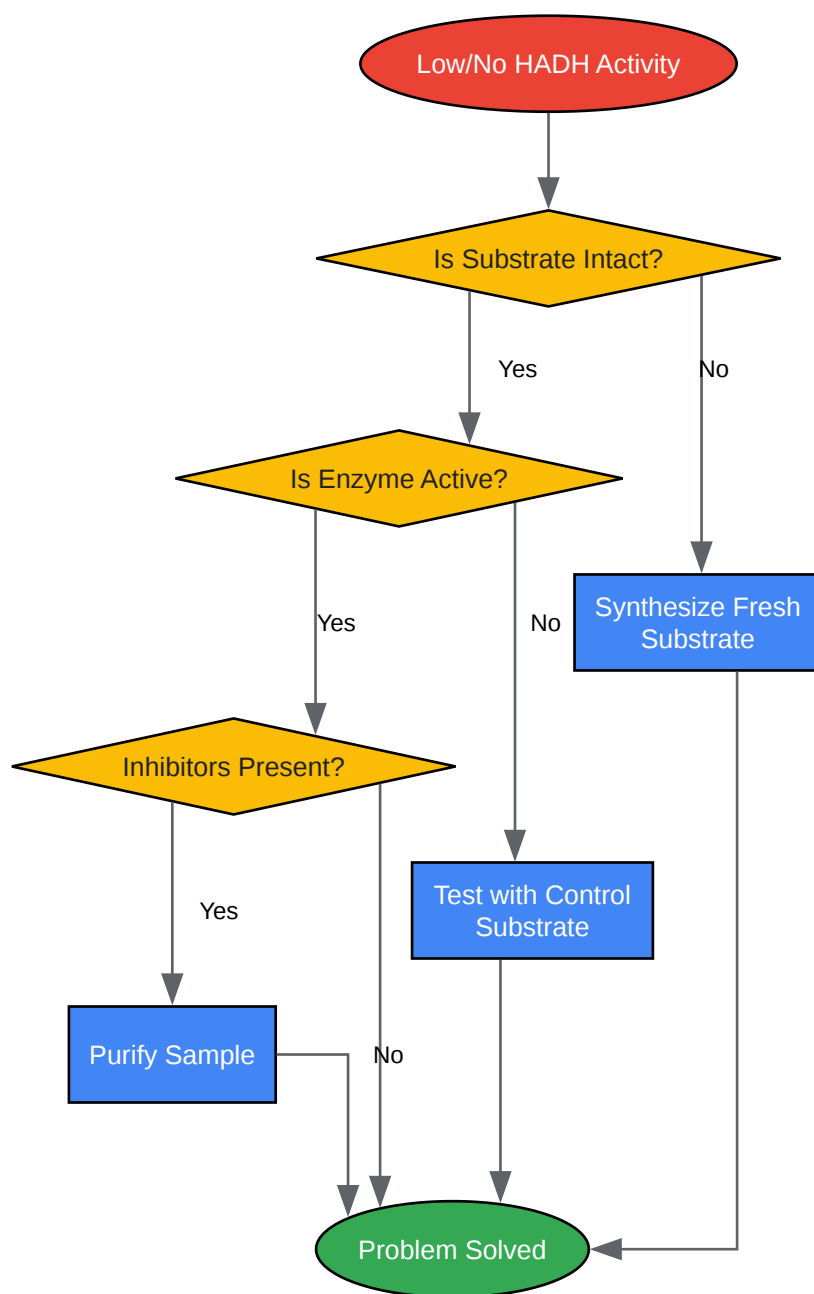 Low/No HADH Activity
Is Substrate Intact?
Yes
No
Is Enzyme Active?
Synthesize Fresh
Substrate
Yes
No
Inhibitors Present?
Test with Control
Substrate
Yes
Purify Sample
No
Problem Solved